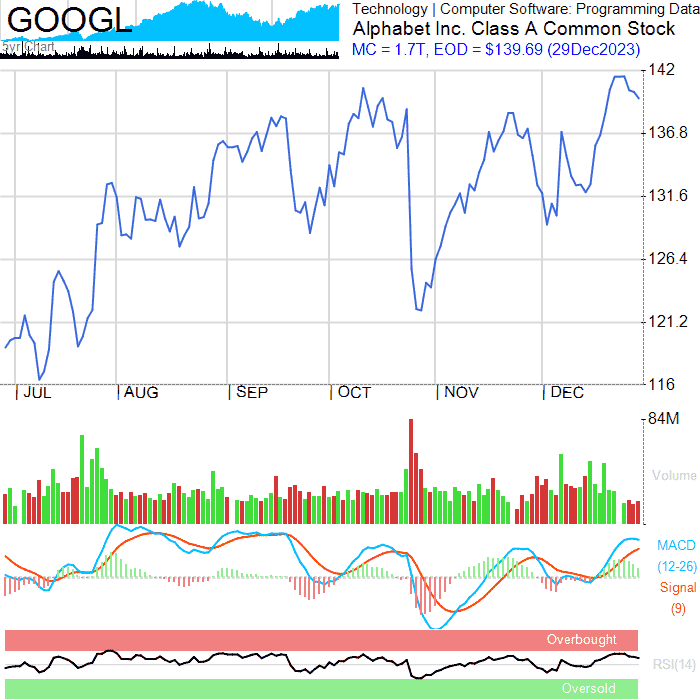 GOOGL
5yr Chart
Technology | Computer Software: Programming Data
Alphabet Inc. Class A Common Stock
MC = 1.7T, EOD = $139.69 (29Dec2023)
142
136.8
131.6
126.4
121.2
116
JUL
AUG
SEP
OCT
NOV
DEC
84M
Volume
MACD
(12-26)
Signal
(9)
Overbought
RSI(14)
Oversold